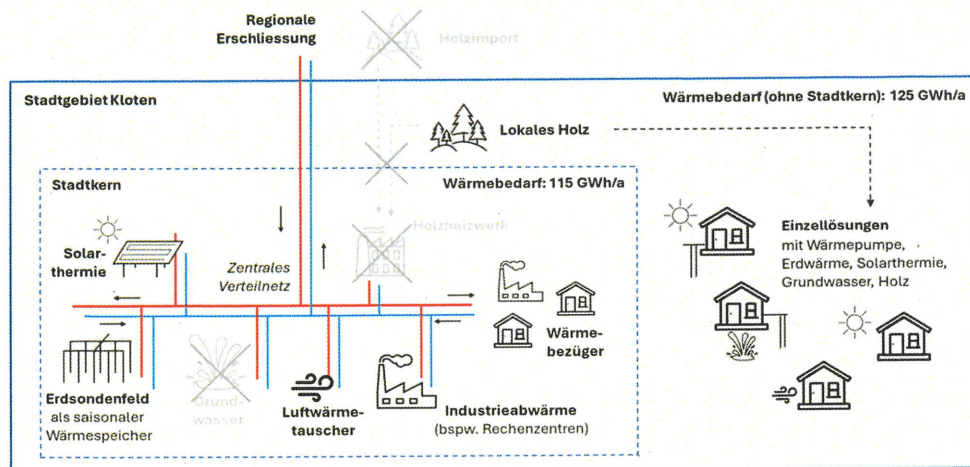 Regionale
Erschliessung
Holzimport
Stadtgebiet Kloten
Wärmebedarf (ohne Stadtkern): 125 GWh/a
Lokales Holz
Stadtkern
Wärmebedarf: 115 GWh/a
Holzheizwerk
Solar-
thermie
Zentrales
Verteilnetz
Einzellösungen
mit Wärmepumpe,
Erdwärme, Solarthermie,
Grundwasser, Holz
Wärme-
bezüger
Erdsondenfeld
als saisonaler
Wärmespeicher
Grund-
wasser
Luftwärme-
tauscher
Industrieabwärme
(bspw. Rechenzentren)